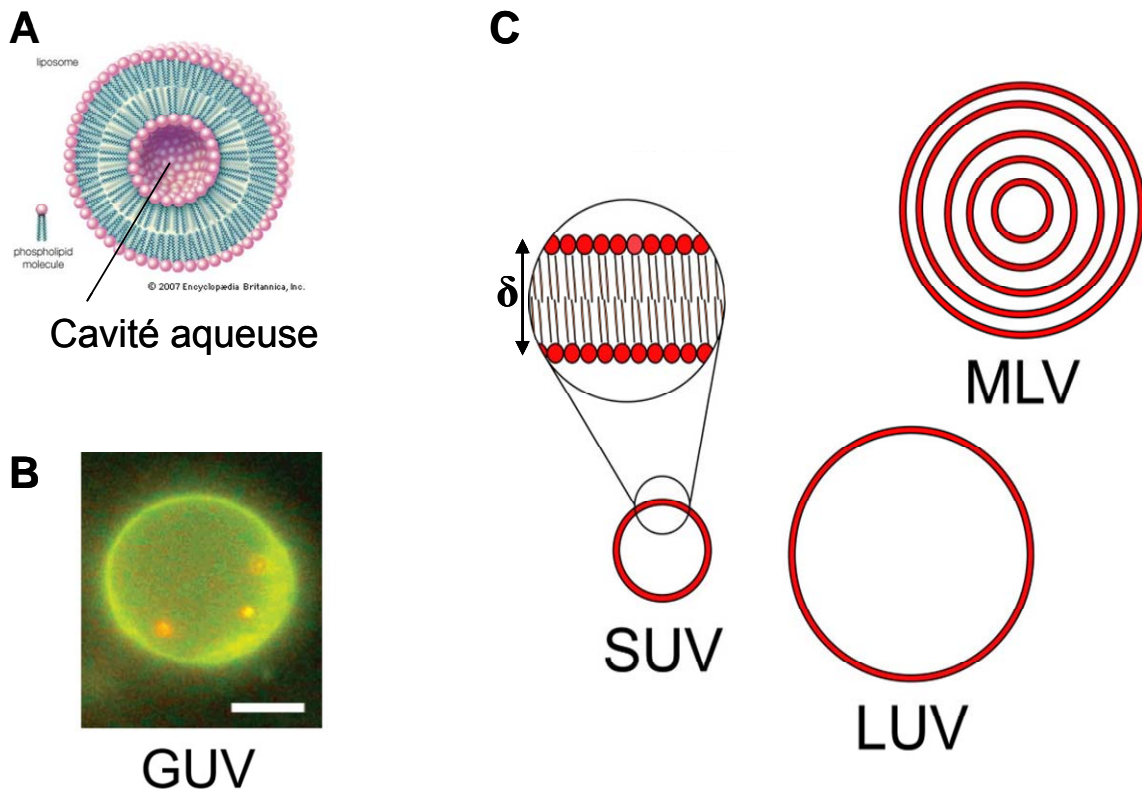 A
liposome
phospholipid
molecule
© 2007 Encyclopædia Britannica, Inc.
Cavité aqueuse
B
GUV
C
δ
MLV
SUV
LUV